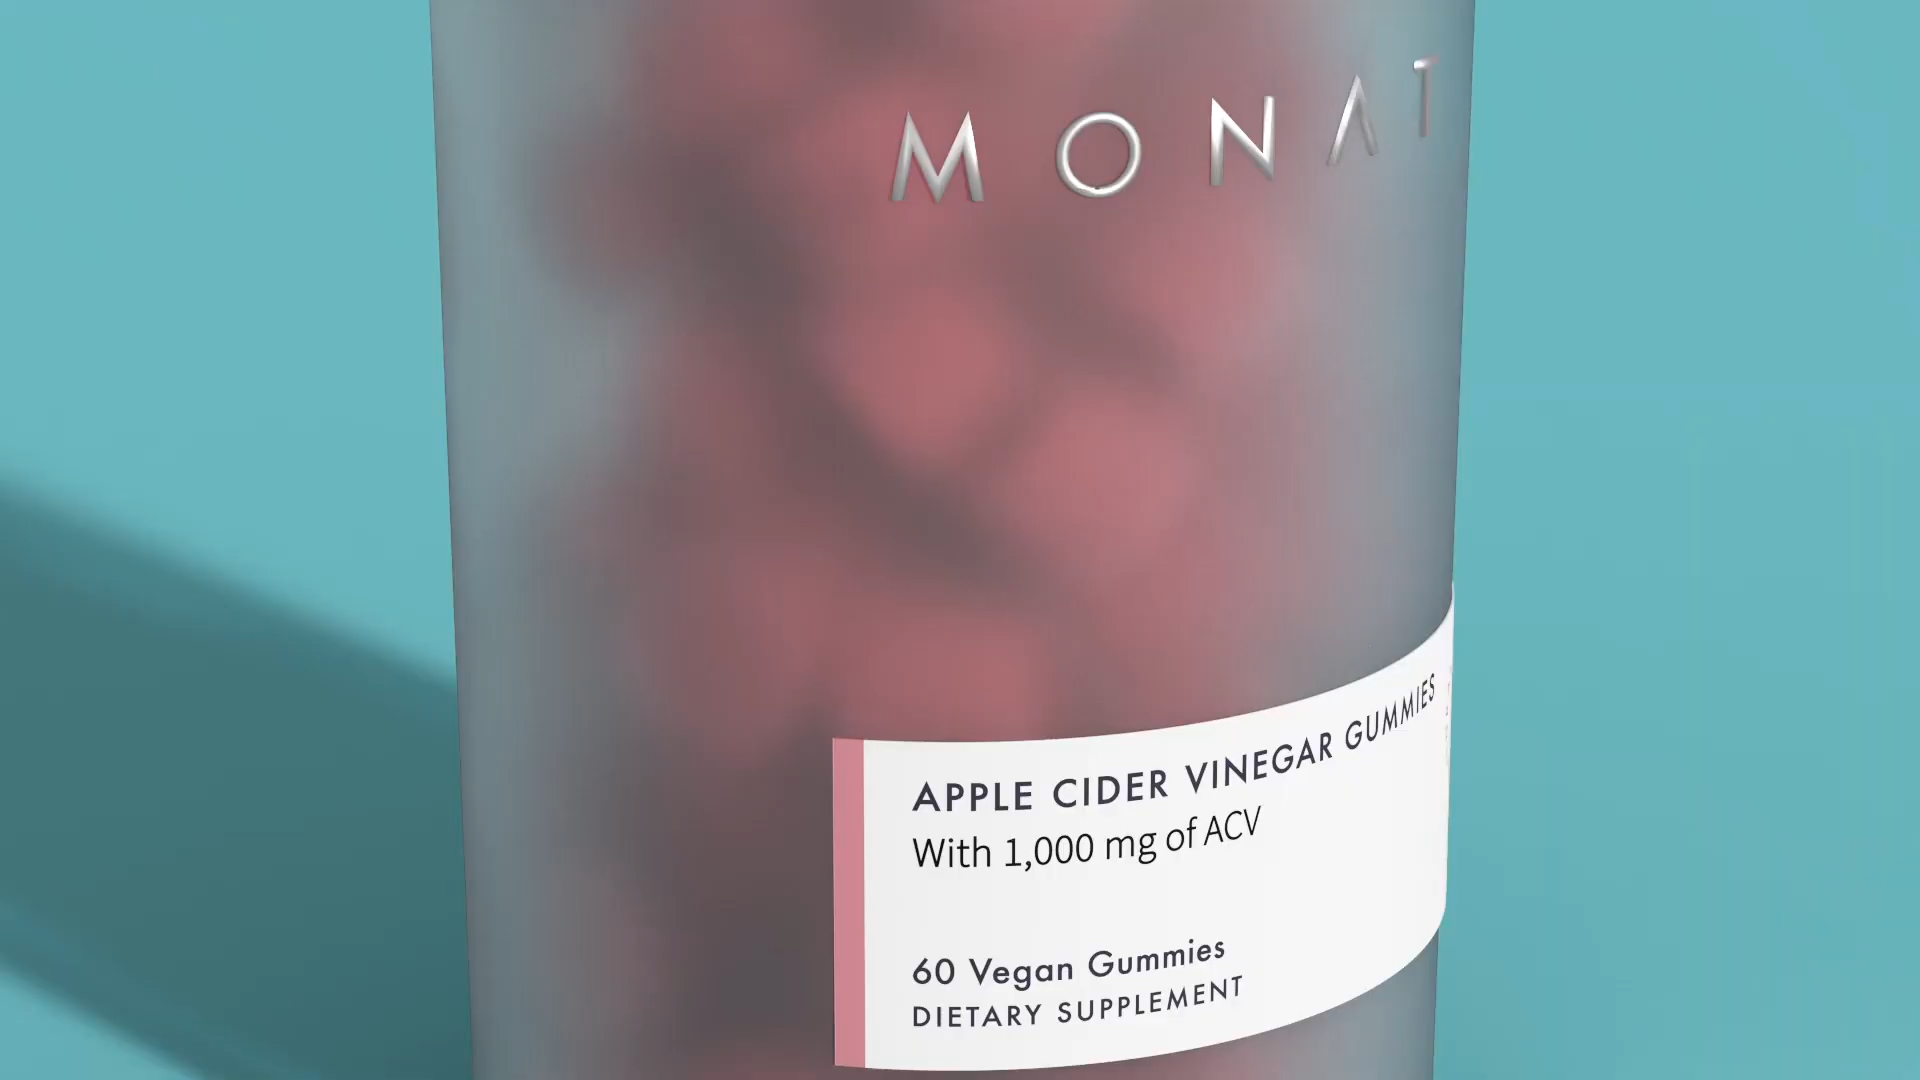 MONAT
APPLE CIDER VINEGAR GUMMIES
With 1,000 mg of ACV
60 Vegan Gummies
DIETARY SUPPLEMENT